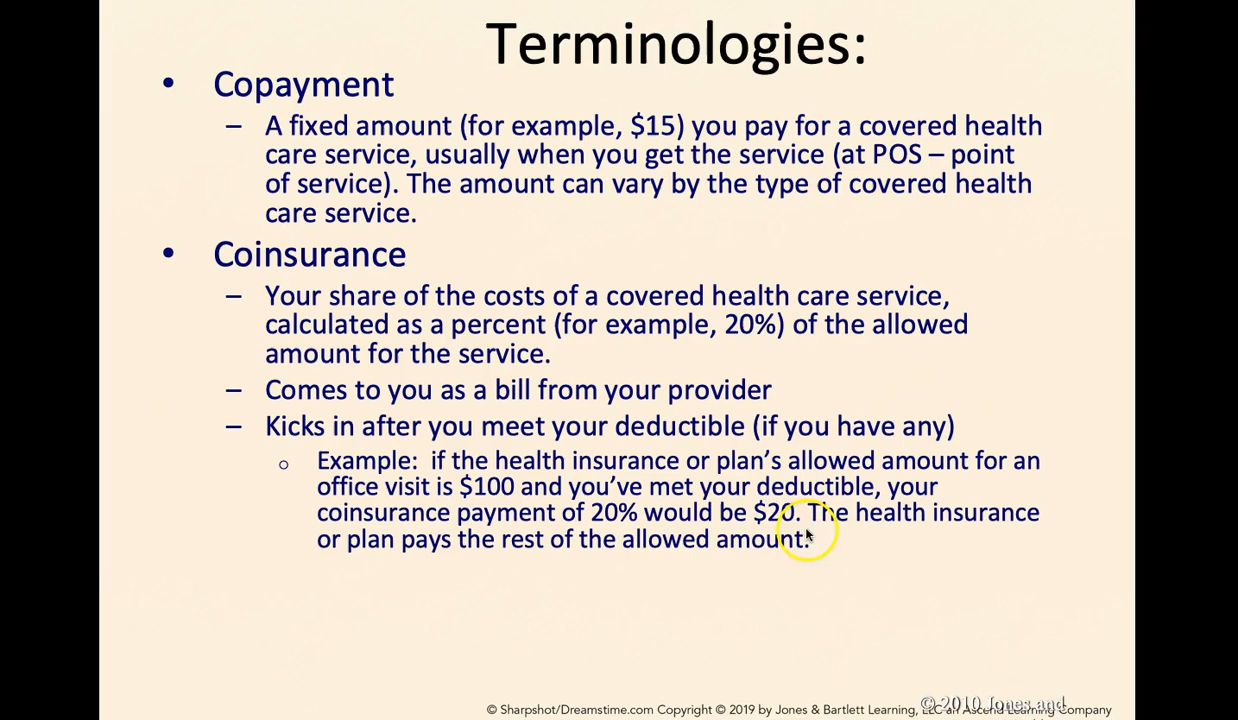 Terminologies:
• Copayment
– A fixed amount (for example, $15) you pay for a covered health
care service, usually when you get the service (at POS – point
of service). The amount can vary by the type of covered health
care service.
• Coinsurance
– Your share of the costs of a covered health care service,
calculated as a percent (for example, 20%) of the allowed
amount for the service.
– Comes to you as a bill from your provider
– Kicks in after you meet your deductible (if you have any)
o Example: if the health insurance or plan’s allowed amount for an
office visit is $100 and you’ve met your deductible, your
coinsurance payment of 20% would be $20. The health insurance
or plan pays the rest of the allowed amount.
© Sharpshot/Dreamstime.com Copyright © 2019 by Jones & Bartlett Learning, LLC an Ascend Learning Company
© 2010 Jones and